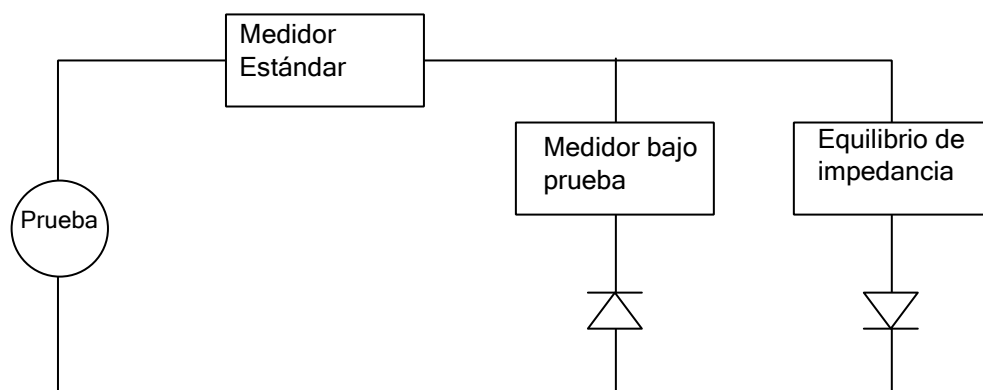 Medidor
Estándar
Medidor bajo
prueba
Equilibrio de
impedancia
Prueba